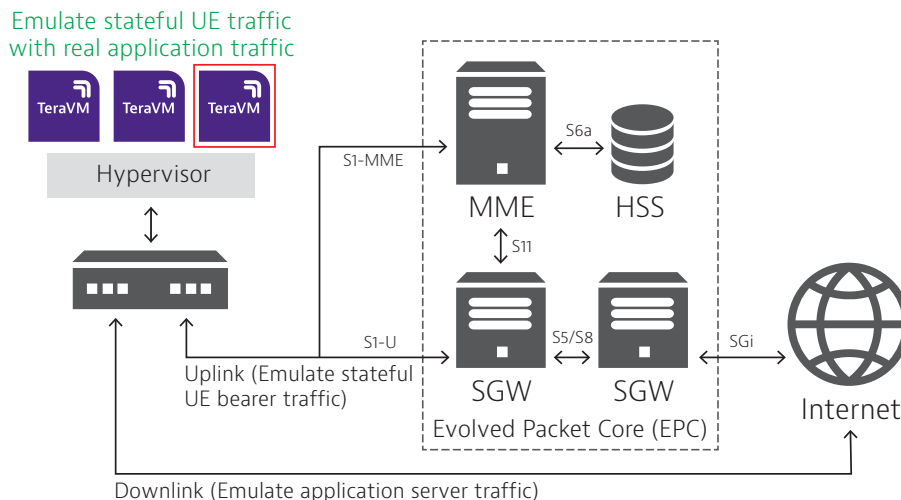 Emulate stateful UE traffic
with real application traffic
TeraVM
TeraVM
TeraVM
Hypervisor
S1-MME
S6a
MME
HSS
S11
S1-U
S5/S8
SGi
Uplink (Emulate stateful
UE bearer traffic)
SGW
SGW
Internet
Evolved Packet Core (EPC)
Downlink (Emulate application server traffic)